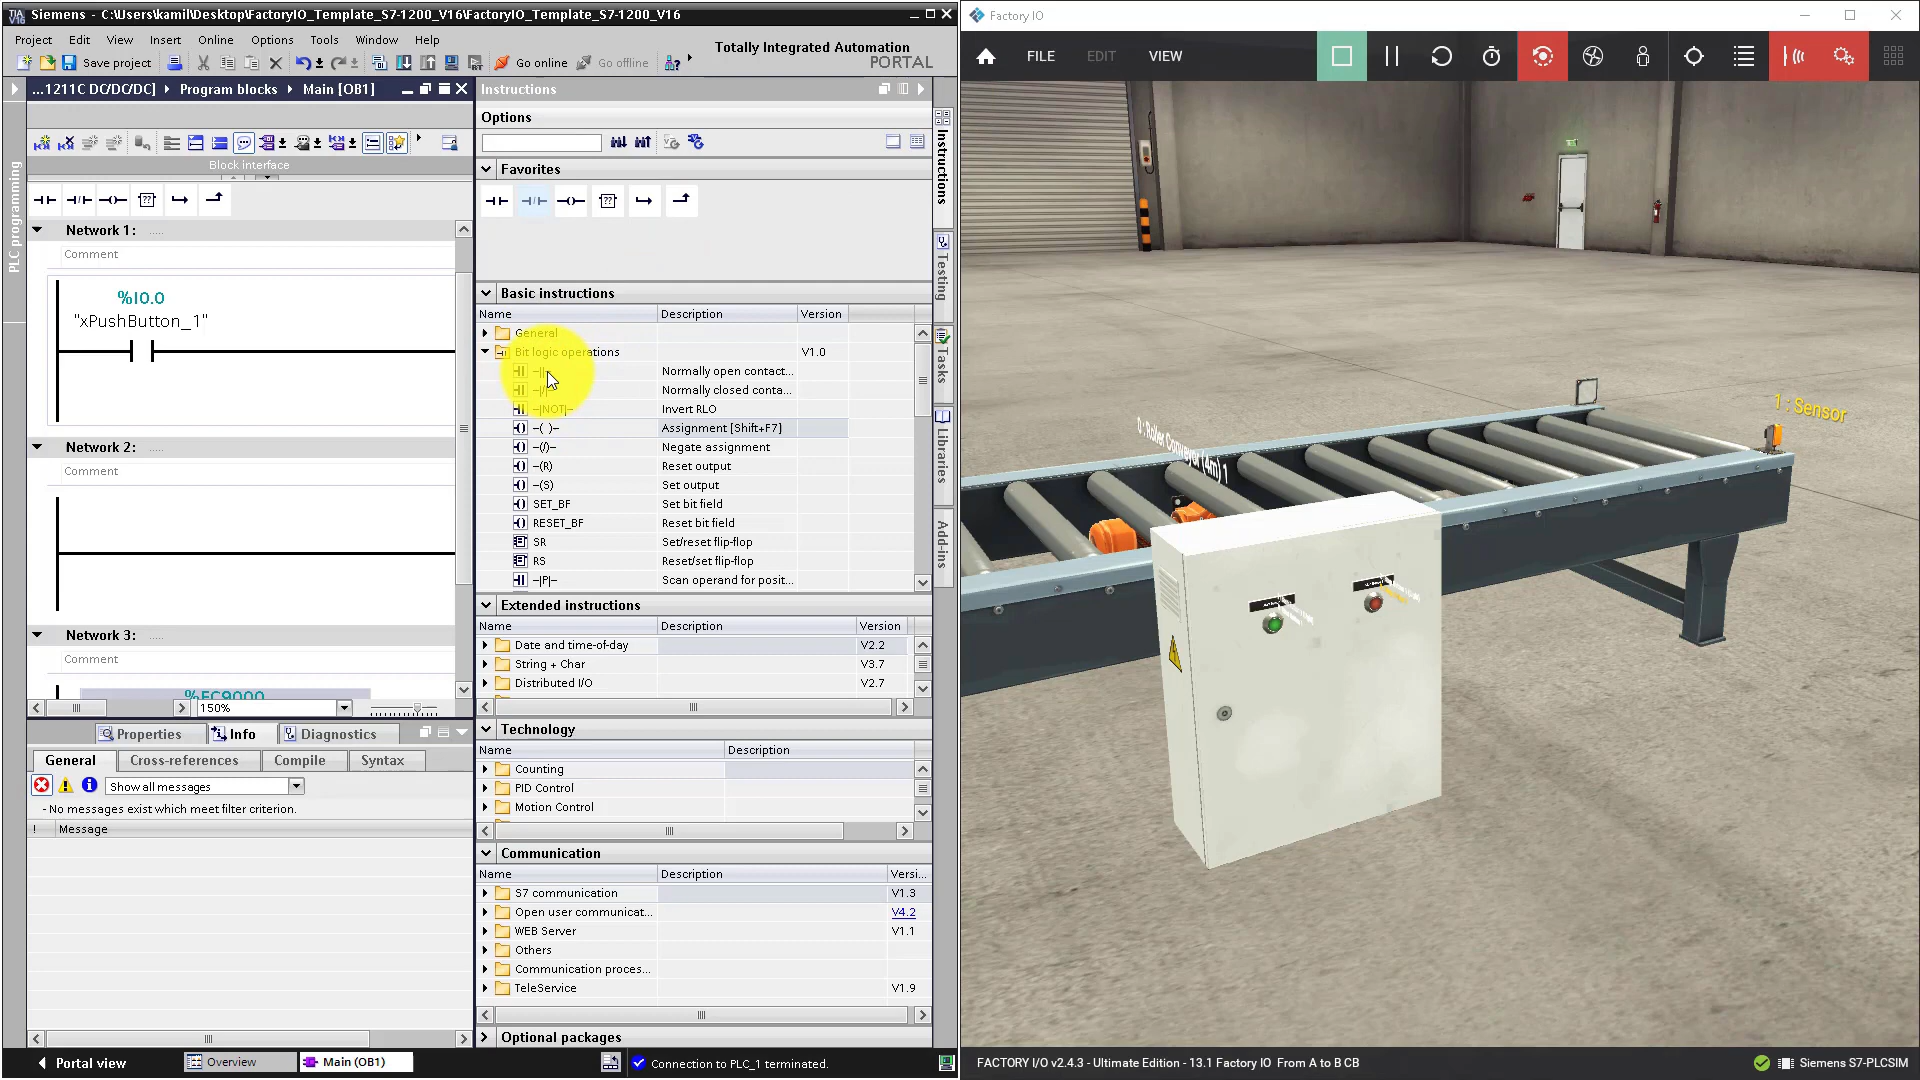 Siemens - C:\Users\kamil\Desktop\FactoryIO_Template_S7-1200_V16\FactoryIO_Template_S7-1200_V16
Project Edit View Insert Online Options Tools Window Help
Totally Integrated Automation
PORTAL
Save project
Go online
Go offline
...1211C DC/DC/DC] Program blocks Main [OB1]
Block interface
PLC programming
Network 1: .....
Comment
%I0.0
"xPushButton_1"
Network 2: .....
Comment
Network 3: .....
Comment
%FC9000
150%
Properties Info Diagnostics
General Cross-references Compile Syntax
Show all messages
- No messages exist which meet filter criterion.
! Message
Instructions
Options
Favorites
Basic instructions
Name Description Version
General
Bit logic operations V1.0
-| |- Normally open contact...
-|/|- Normally closed conta...
-|NOT|- Invert RLO
-( )- Assignment [Shift+F7]
-(/)- Negate assignment
-(R) Reset output
-(S) Set output
SET_BF Set bit field
RESET_BF Reset bit field
SR Set/reset flip-flop
RS Reset/set flip-flop
-|P|- Scan operand for posit...
Extended instructions
Name Description Version
Date and time-of-day V2.2
String + Char V3.7
Distributed I/O V2.7
Technology
Name Description
Counting
PID Control
Motion Control
Communication
Name Description Versi...
S7 communication V1.3
Open user communicat... V4.2
WEB Server V1.1
Others
Communication proces...
TeleService V1.9
Optional packages
Instructions
Testing
Tasks
Libraries
Add-ins
Portal view
Overview
Main (OB1)
Connection to PLC_1 terminated.
Factory IO
FILE EDIT VIEW
0 : Roller Conveyor (4m) 1
1 : Sensor
FACTORY I/O v2.4.3 - Ultimate Edition - 13.1 Factory IO From A to B CB
Siemens S7-PLCSIM